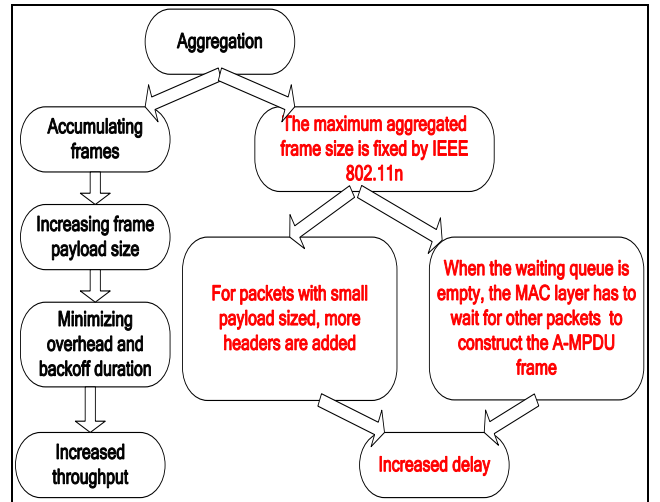 Aggregation
Accumulating
frames
The maximum aggregated
frame size is fixed by IEEE
802.11n
Increasing frame
payload size
For packets with small
payload sized, more
headers are added
When the waiting queue is
empty, the MAC layer has to
wait for other packets to
construct the A-MPDU
frame
Minimizing
overhead and
backoff duration
Increased
throughput
Increased delay